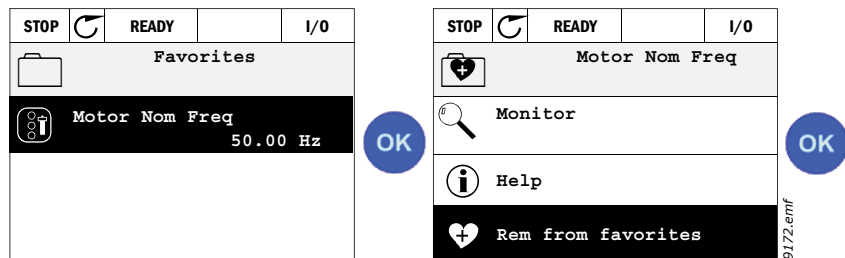 STOP READY I/O
Favorites
Motor Nom Freq
50.00 Hz
OK
STOP READY I/O
Motor Nom Freq
Monitor
Help
Rem from favorites
OK
9172.emf